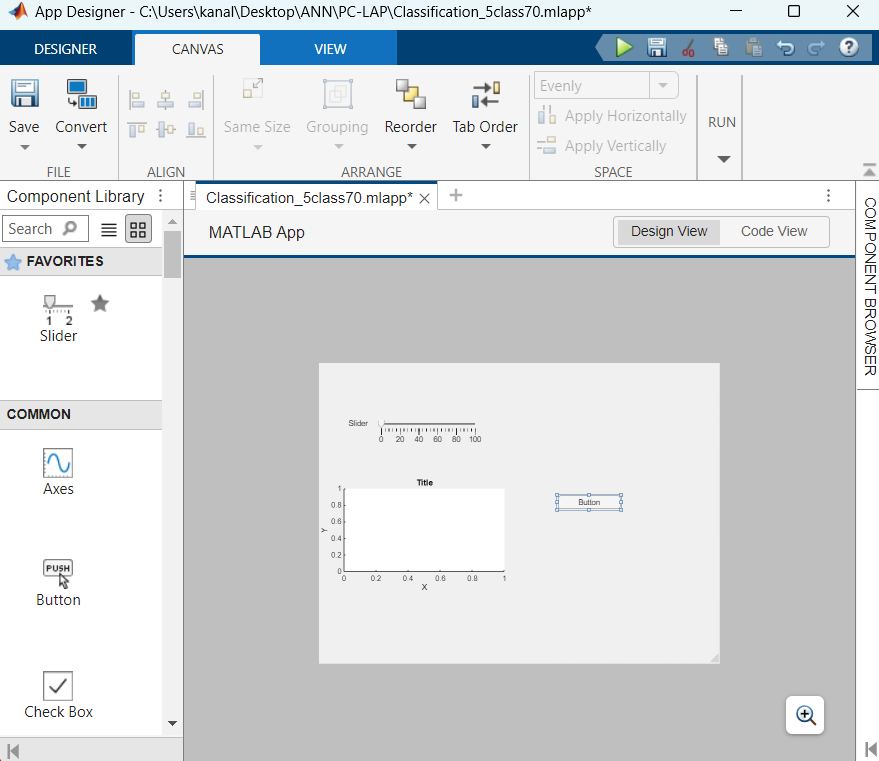 App Designer - C:\Users\kanal\Desktop\ANN\PC-LAP\Classification_5class70.mlapp*
DESIGNER CANVAS VIEW
?
Save Convert Same Size Grouping Reorder Tab Order
Evenly
Apply Horizontally
Apply Vertically
RUN
FILE ALIGN ARRANGE SPACE
Component Library
Classification_5class70.mlapp*
Search
MATLAB App
Design View Code View
COMPONENT BROWSER
FAVORITES
1 2
Slider
COMMON
Axes
PUSH
Button
Check Box
Slider
0 20 40 60 80 100
Title
1
0.8
0.6
0.4
0.2
0
Y
0 0.2 0.4 0.6 0.8 1
X
Button